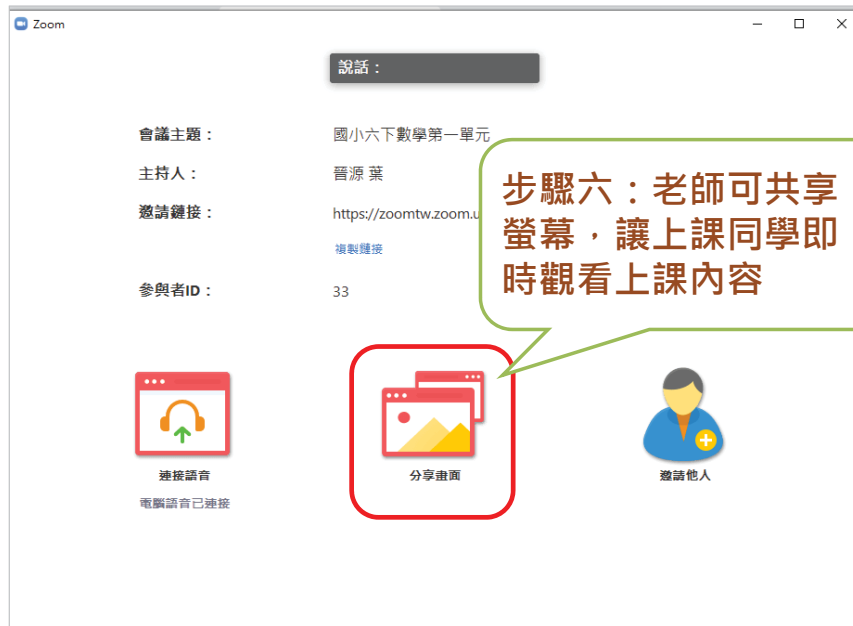 Zoom
說話：
會議主題： 國小六下數學第一單元
主持人： 晉源 葉
邀請鏈接： https://zoomtw.zoom.u
複製鏈接
參與者ID： 33
步驟六：老師可共享
螢幕，讓上課同學即
時觀看上課內容
連接語音 分享畫面 邀請他人
電腦語音已連接